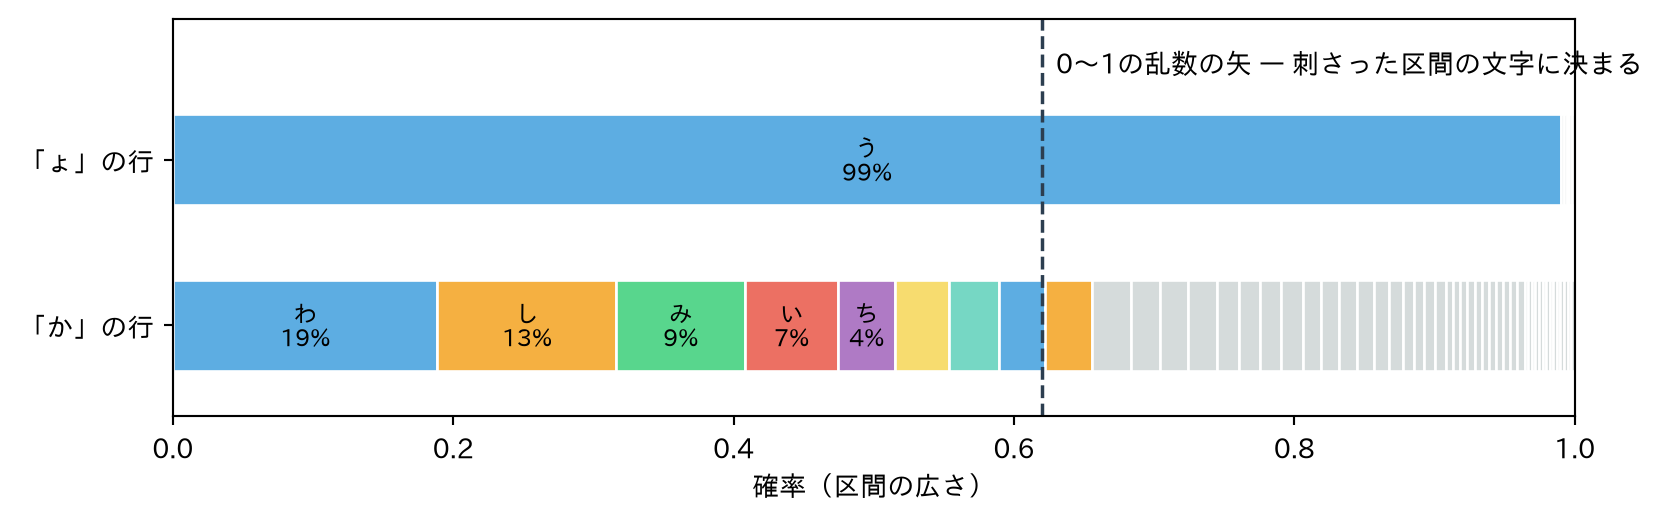 0〜1の乱数の矢 ― 刺さった区間の文字に決まる
「ょ」の行
う
99%
「か」の行
わ
19%
し
13%
み
9%
い
7%
ち
4%
0.0 0.2 0.4 0.6 0.8 1.0
確率（区間の広さ）